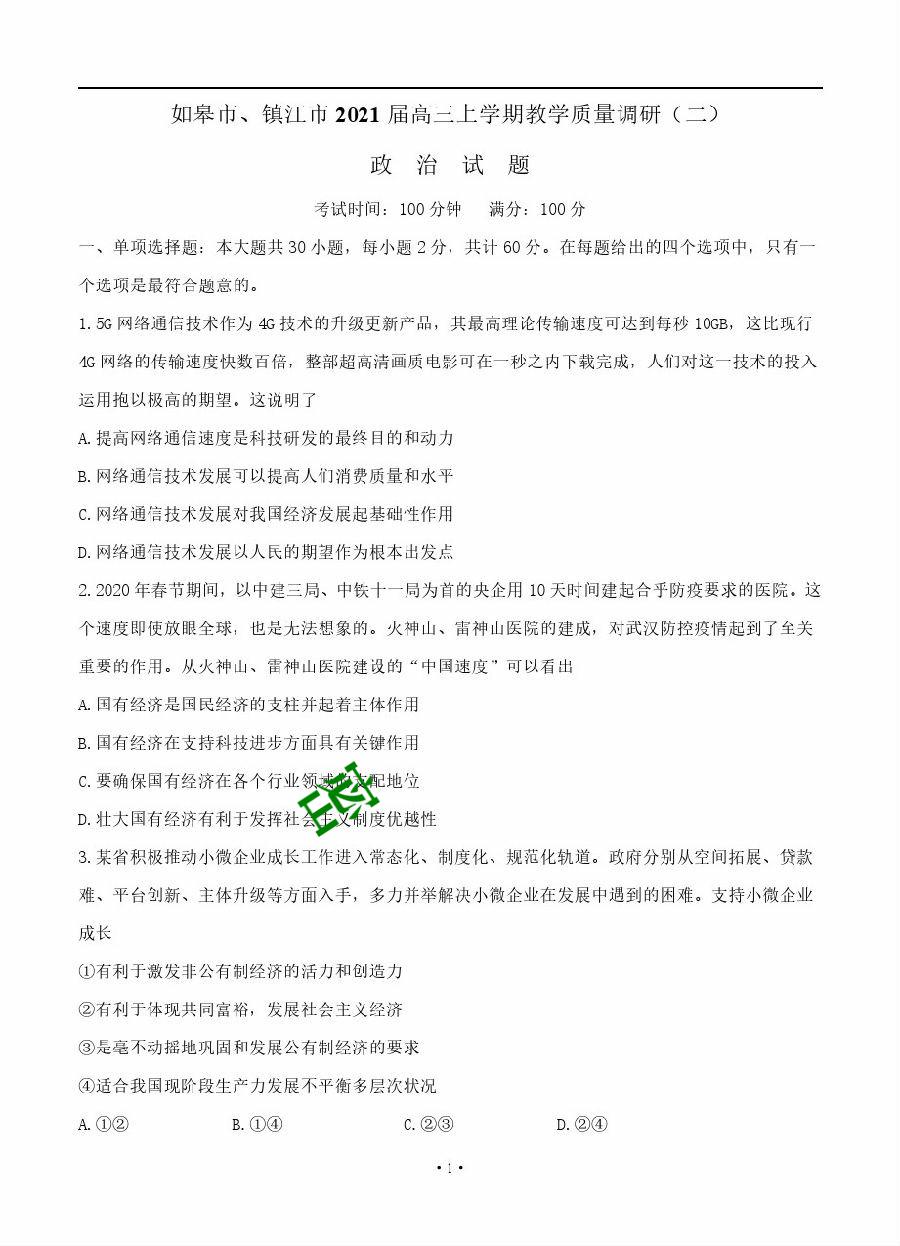 如皋市、镇江市 2021 届高三上学期教学质量调研（二）
政 治 试 题
考试时间：100 分钟 满分：100 分
一、单项选择题：本大题共 30 小题，每小题 2 分，共计 60 分。在每题给出的四个选项中，只有一
个选项是最符合题意的。
1.5G 网络通信技术作为 4G 技术的升级更新产品，其最高理论传输速度可达到每秒 10GB，这比现行
4G 网络的传输速度快数百倍，整部超高清画质电影可在一秒之内下载完成，人们对这一技术的投入
运用抱以极高的期望。这说明了
A.提高网络通信速度是科技研发的最终目的和动力
B.网络通信技术发展可以提高人们消费质量和水平
C.网络通信技术发展对我国经济发展起基础性作用
D.网络通信技术发展以人民的期望作为根本出发点
2.2020 年春节期间，以中建三局、中铁十一局为首的央企用 10 天时间建起合乎防疫要求的医院。这
个速度即使放眼全球，也是无法想象的。火神山、雷神山医院的建成，对武汉防控疫情起到了至关
重要的作用。从火神山、雷神山医院建设的“中国速度”可以看出
A.国有经济是国民经济的支柱并起着主体作用
B.国有经济在支持科技进步方面具有关键作用
C.要确保国有经济在各个行业领域的支配地位
D.壮大国有经济有利于发挥社会主义制度优越性
3.某省积极推动小微企业成长工作进入常态化、制度化、规范化轨道。政府分别从空间拓展、贷款
难、平台创新、主体升级等方面入手，多力并举解决小微企业在发展中遇到的困难。支持小微企业
成长
①有利于激发非公有制经济的活力和创造力
②有利于体现共同富裕，发展社会主义经济
③是毫不动摇地巩固和发展公有制经济的要求
④适合我国现阶段生产力发展不平衡多层次状况
A.①② B.①④ C.②③ D.②④
·1·